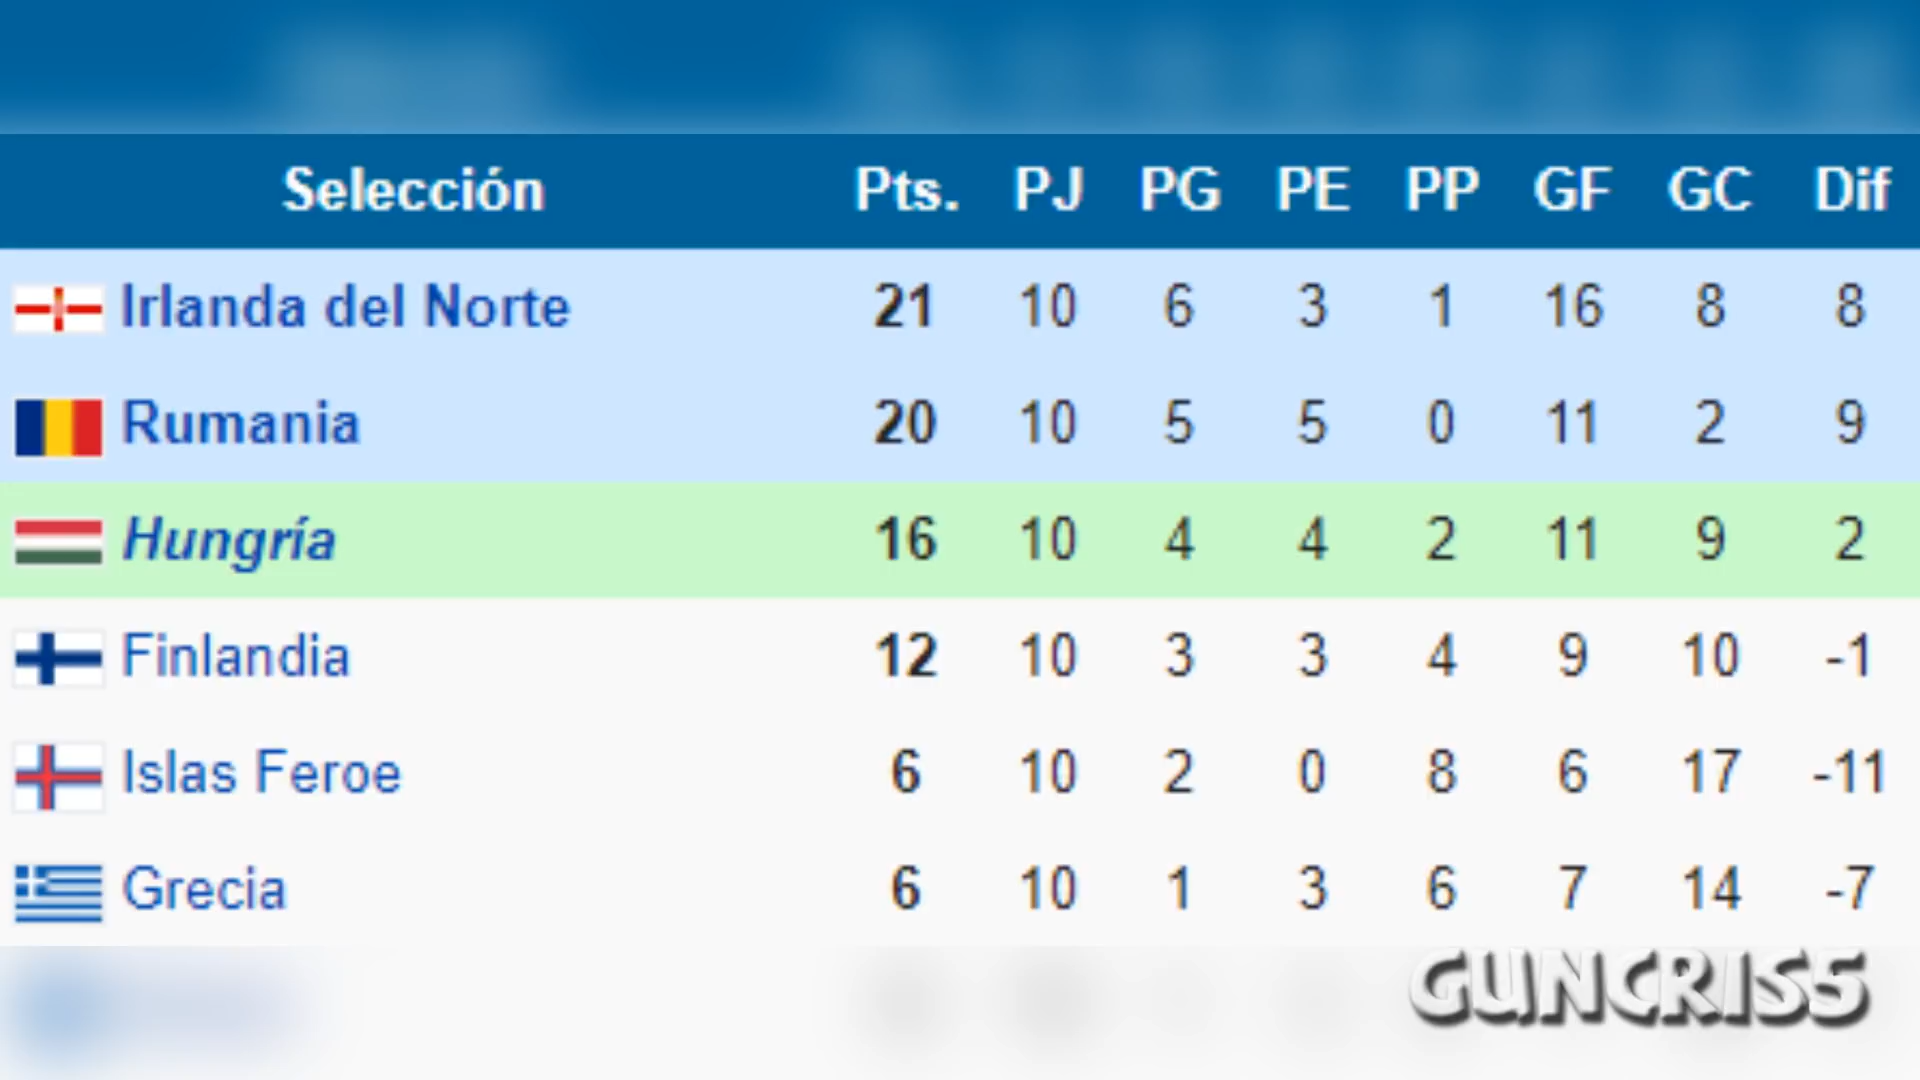 Selección Pts. PJ PG PE PP GF GC Dif
Irlanda del Norte 21 10 6 3 1 16 8 8
Rumania 20 10 5 5 0 11 2 9
Hungría 16 10 4 4 2 11 9 2
Finlandia 12 10 3 3 4 9 10 -1
Islas Feroe 6 10 2 0 8 6 17 -11
Grecia 6 10 1 3 6 7 14 -7
GUNCRIS5